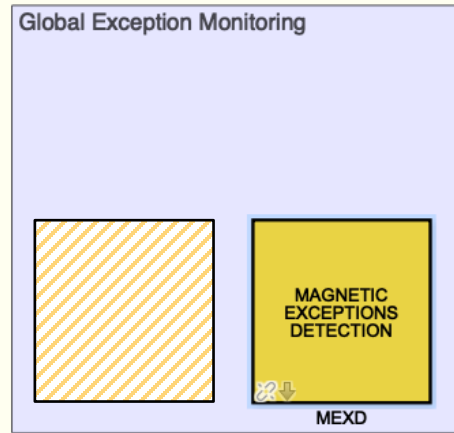 Global Exception Monitoring
MAGNETIC
EXCEPTIONS
DETECTION
MEXD